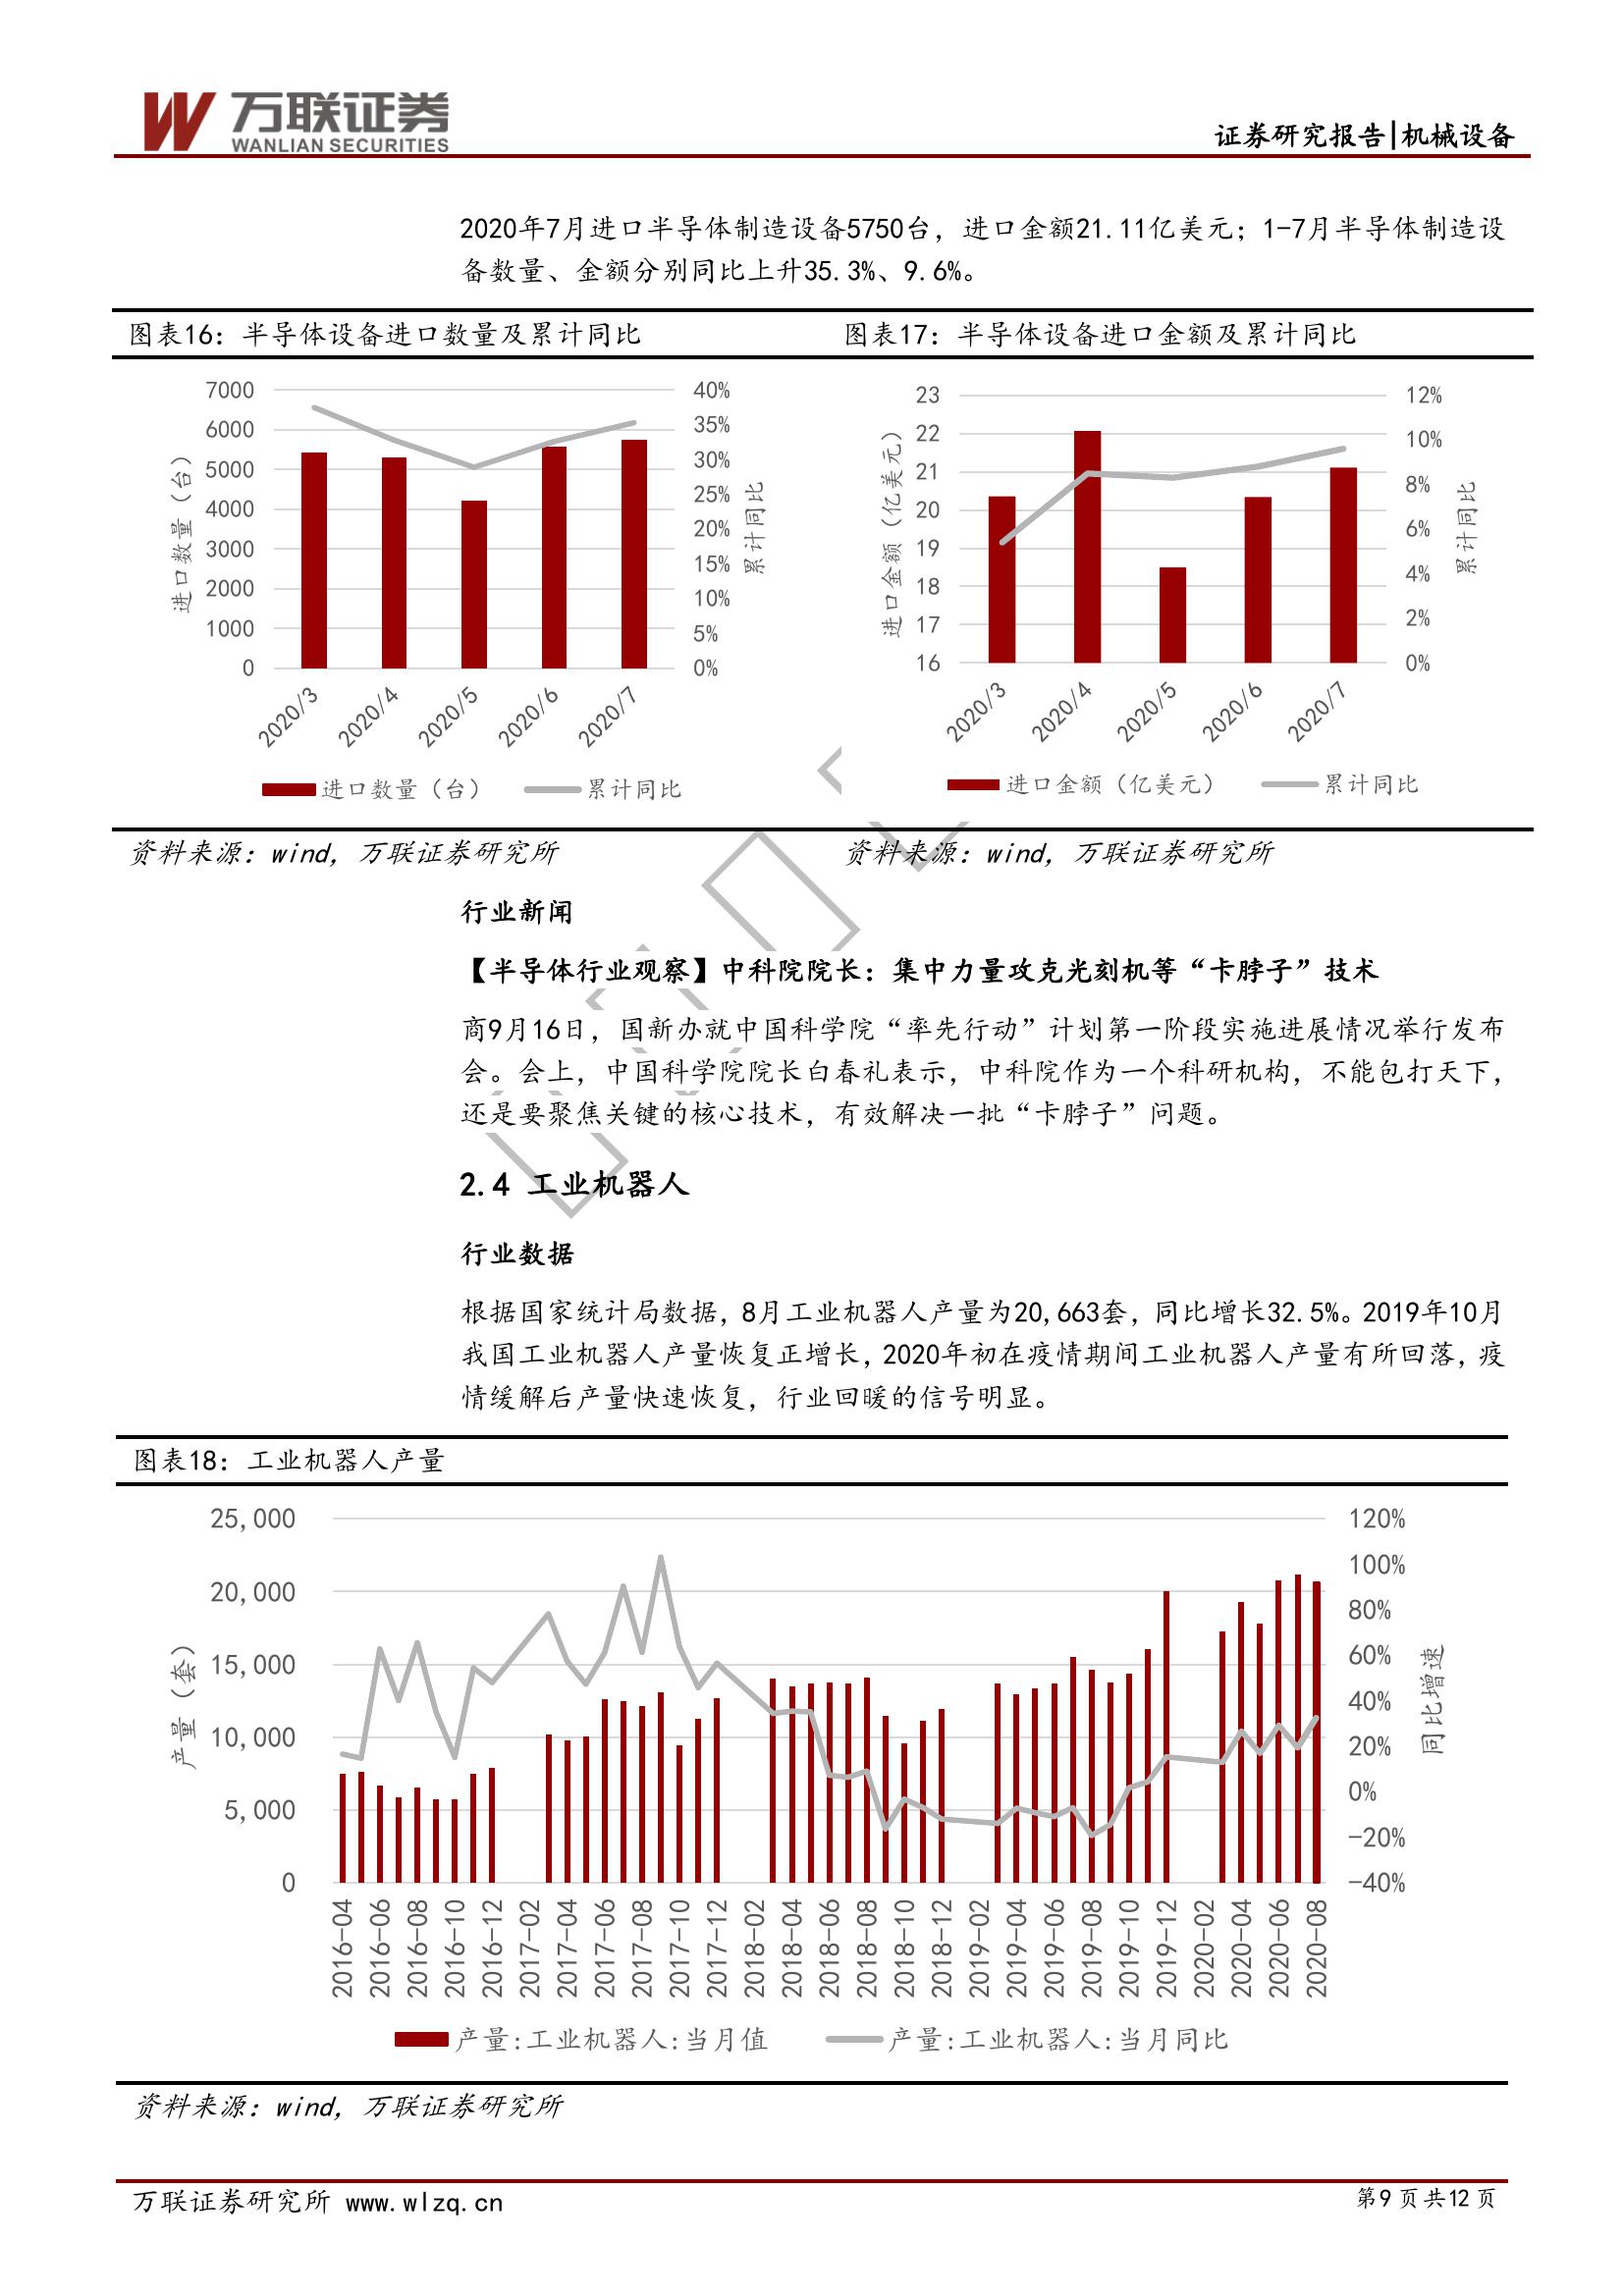 万联证券
WANLIAN SECURITIES
证券研究报告|机械设备
2020年7月进口半导体制造设备5750台，进口金额21.11亿美元；1-7月半导体制造设
备数量、金额分别同比上升35.3%、9.6%。
图表16：半导体设备进口数量及累计同比
图表17：半导体设备进口金额及累计同比
7000
6000
5000
4000
3000
2000
1000
0
进口数量（台）
40%
35%
30%
25%
20%
15%
10%
5%
0%
累计同比
2020/3
2020/4
2020/5
2020/6
2020/7
进口数量（台）
累计同比
23
22
21
20
19
18
17
16
进口金额（亿美元）
12%
10%
8%
6%
4%
2%
0%
累计同比
2020/3
2020/4
2020/5
2020/6
2020/7
进口金额（亿美元）
累计同比
资料来源：wind，万联证券研究所
资料来源：wind，万联证券研究所
行业新闻
【半导体行业观察】中科院院长：集中力量攻克光刻机等“卡脖子”技术
商9月16日，国新办就中国科学院“率先行动”计划第一阶段实施进展情况举行发布
会。会上，中国科学院院长白春礼表示，中科院作为一个科研机构，不能包打天下，
还是要聚焦关键的核心技术，有效解决一批“卡脖子”问题。
2.4 工业机器人
行业数据
根据国家统计局数据，8月工业机器人产量为20,663套，同比增长32.5%。2019年10月
我国工业机器人产量恢复正增长，2020年初在疫情期间工业机器人产量有所回落，疫
情缓解后产量快速恢复，行业回暖的信号明显。
图表18：工业机器人产量
25,000
20,000
15,000
10,000
5,000
0
产量（套）
120%
100%
80%
60%
40%
20%
0%
-20%
-40%
同比增速
2016-04
2016-06
2016-08
2016-10
2016-12
2017-02
2017-04
2017-06
2017-08
2017-10
2017-12
2018-02
2018-04
2018-06
2018-08
2018-10
2018-12
2019-02
2019-04
2019-06
2019-08
2019-10
2019-12
2020-02
2020-04
2020-06
2020-08
产量:工业机器人:当月值
产量:工业机器人:当月同比
资料来源：wind，万联证券研究所
万联证券研究所 www.wlzq.cn
第9页共12页